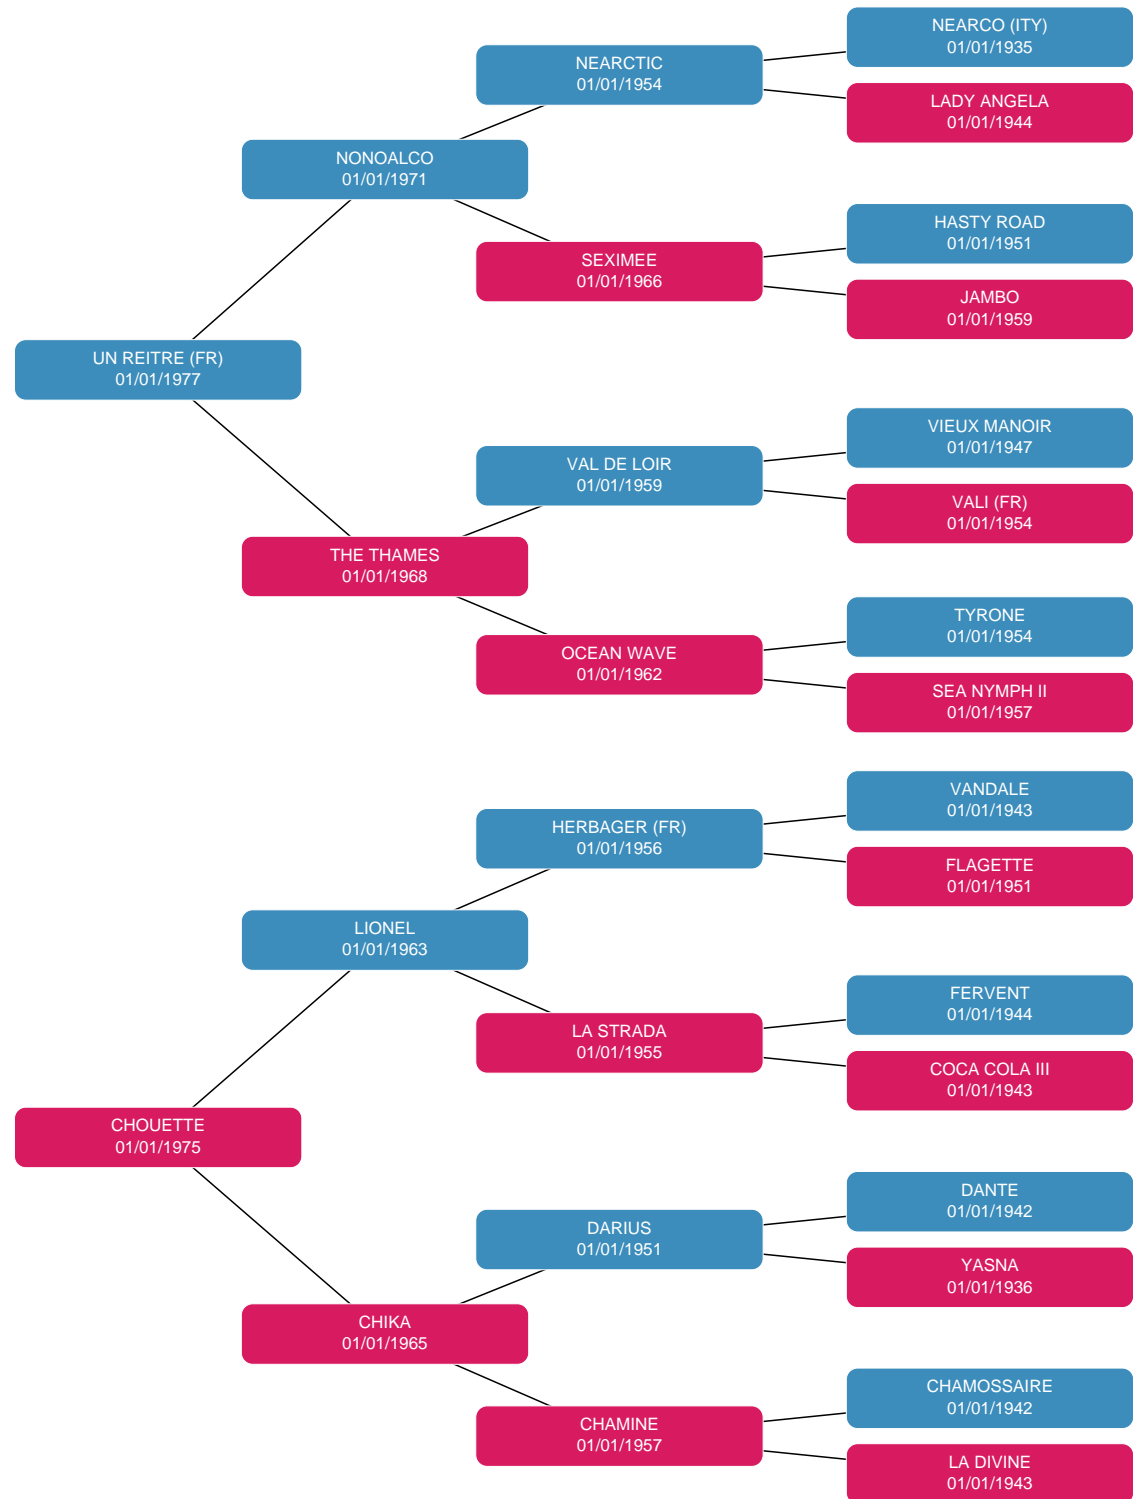 NEARCO (ITY)
01/01/1935
NEARCTIC
01/01/1954
LADY ANGELA
01/01/1944
NONOALCO
01/01/1971
HASTY ROAD
01/01/1951
SEXIMEE
01/01/1966
JAMBO
01/01/1959
UN REITRE (FR)
01/01/1977
VIEUX MANOIR
01/01/1947
VAL DE LOIR
01/01/1959
VALI (FR)
01/01/1954
THE THAMES
01/01/1968
TYRONE
01/01/1954
OCEAN WAVE
01/01/1962
SEA NYMPH II
01/01/1957
VANDALE
01/01/1943
HERBAGER (FR)
01/01/1956
FLAGETTE
01/01/1951
LIONEL
01/01/1963
FERVENT
01/01/1944
LA STRADA
01/01/1955
COCA COLA III
01/01/1943
CHOUETTE
01/01/1975
DANTE
01/01/1942
DARIUS
01/01/1951
YASNA
01/01/1936
CHIKA
01/01/1965
CHAMOSSAIRE
01/01/1942
CHAMINE
01/01/1957
LA DIVINE
01/01/1943